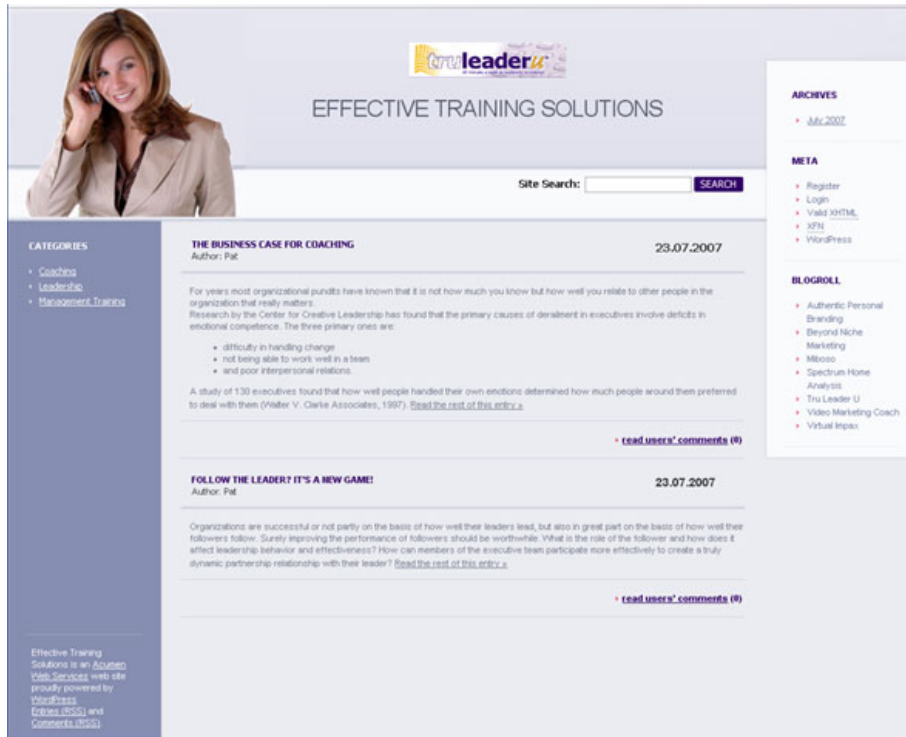 truleaderu
EFFECTIVE TRAINING SOLUTIONS
Site Search:
SEARCH
CATEGORIES
Coaching
Leadership
Management Training
THE BUSINESS CASE FOR COACHING
23.07.2007
Author: Pat
For years most organizational pundits have known that it is not how much you know but how well you relate to other people in the
organization that really matters.
Research by the Center for Creative Leadership has found that the primary causes of derailment in executives involve deficits in
emotional competence. The three primary ones are:
difficulty in handling change
not being able to work well in a team
and poor interpersonal relations.
A study of 130 executives found that how well people handled their own emotions determined how much people around them preferred
to deal with them (Walter V. Clarke Associates, 1997). Read the rest of this entry »
read users' comments (0)
FOLLOW THE LEADER? IT'S A NEW GAME!
23.07.2007
Author: Pat
Organizations are successful or not partly on the basis of how well their leaders lead, but also in great part on the basis of how well their
followers follow. Surely improving the performance of followers should be worthwhile. What is the role of the follower and how does it
affect leadership behavior and effectiveness? How can members of the executive team participate more effectively to create a truly
dynamic partnership relationship with their leader? Read the rest of this entry »
read users' comments (0)
ARCHIVES
July 2007
META
Register
Login
Valid XHTML
XFN
WordPress
BLOGROLL
Authentic Personal
Branding
Beyond Niche
Marketing
Miboso
Spectrum Home
Analysis
Tru Leader U
Video Marketing Coach
Virtual Impax
Effective Training
Solutions is an Acumen
Web Services web site
proudly powered by
WordPress
Entries (RSS) and
Comments (RSS).